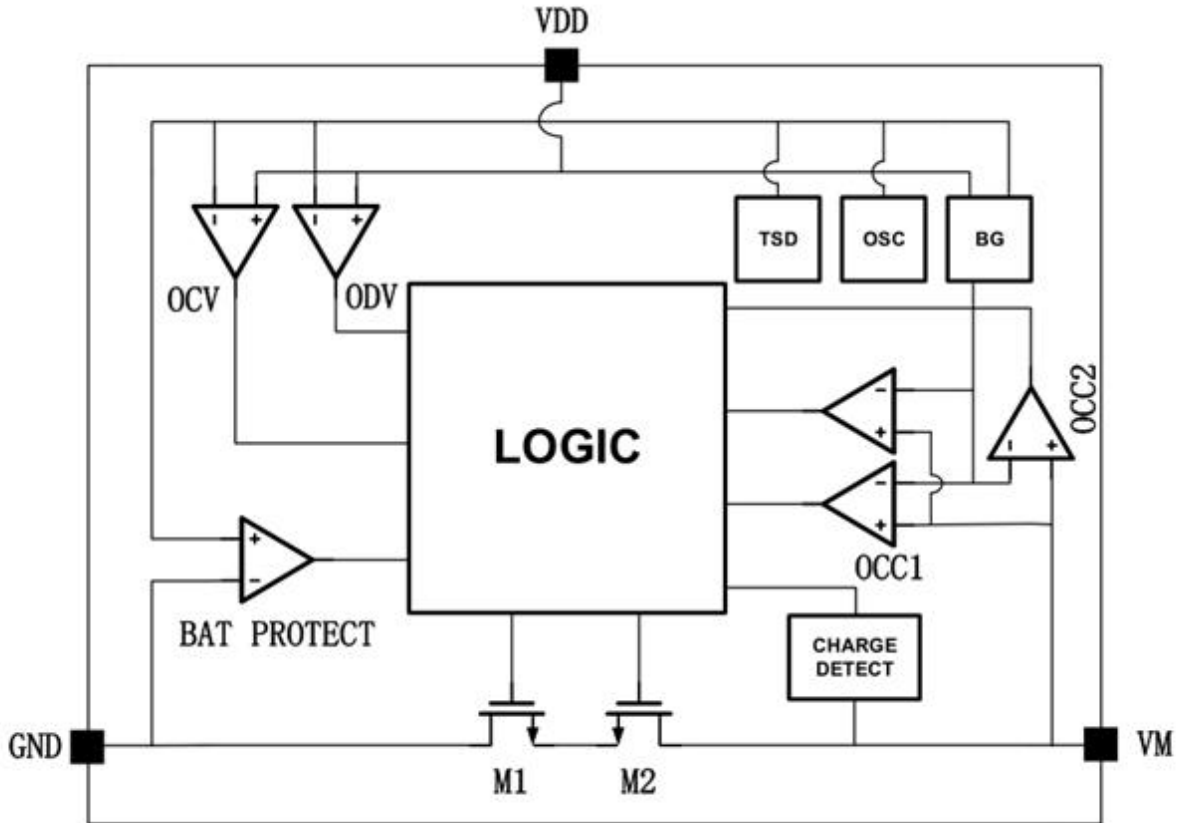 VDD
- +
- +
TSD
OSC
BG
OCV
ODV
LOGIC
-
+
OCC2
- +
-
+
OCC1
+
-
BAT PROTECT
CHARGE
DETECT
GND
M1
M2
VM